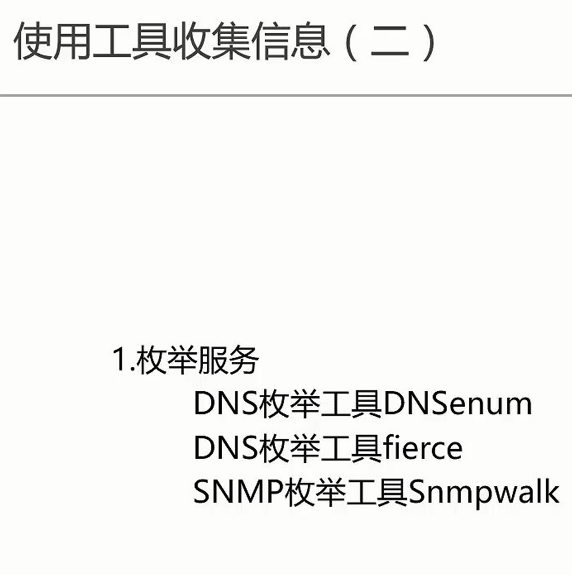 使用工具收集信息（二）
1.枚举服务
DNS枚举工具DNSenum
DNS枚举工具fierce
SNMP枚举工具Snmpwalk